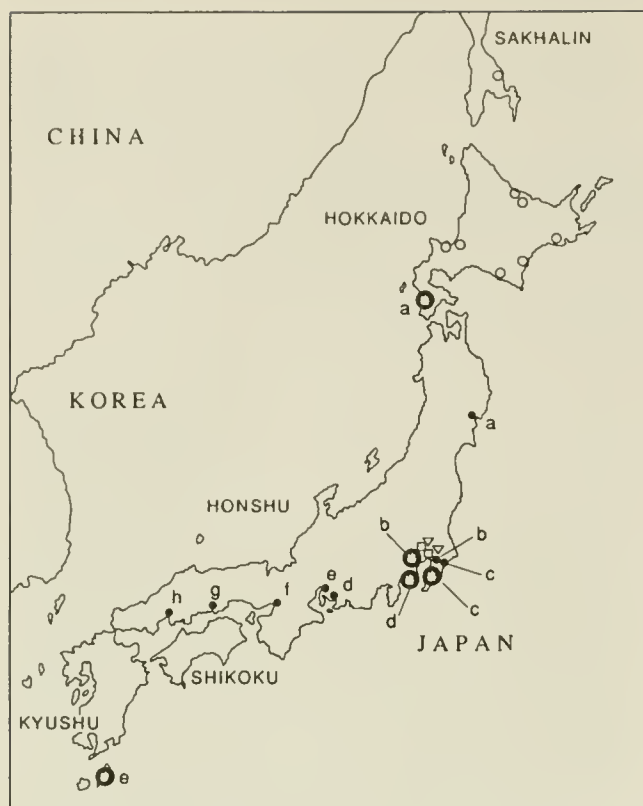 SAKHALIN
CHINA
HOKKAIDO
a
KOREA
a
HONSHU
b
b
e
d
c
h
g
f
d
c
JAPAN
SHIKOKU
KYUSHU
e